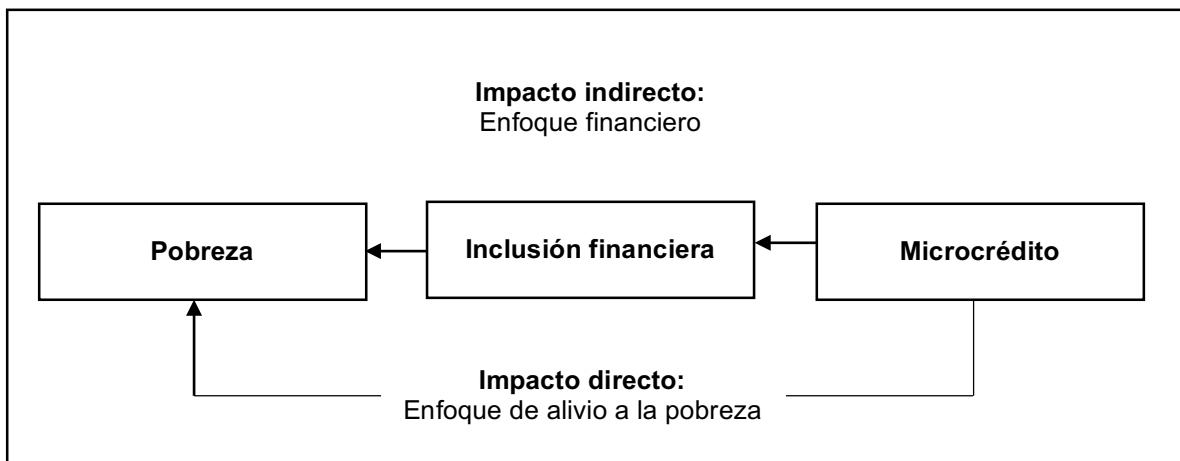 Impacto indirecto:
Enfoque financiero
Pobreza
Inclusión financiera
Microcrédito
Impacto directo:
Enfoque de alivio a la pobreza